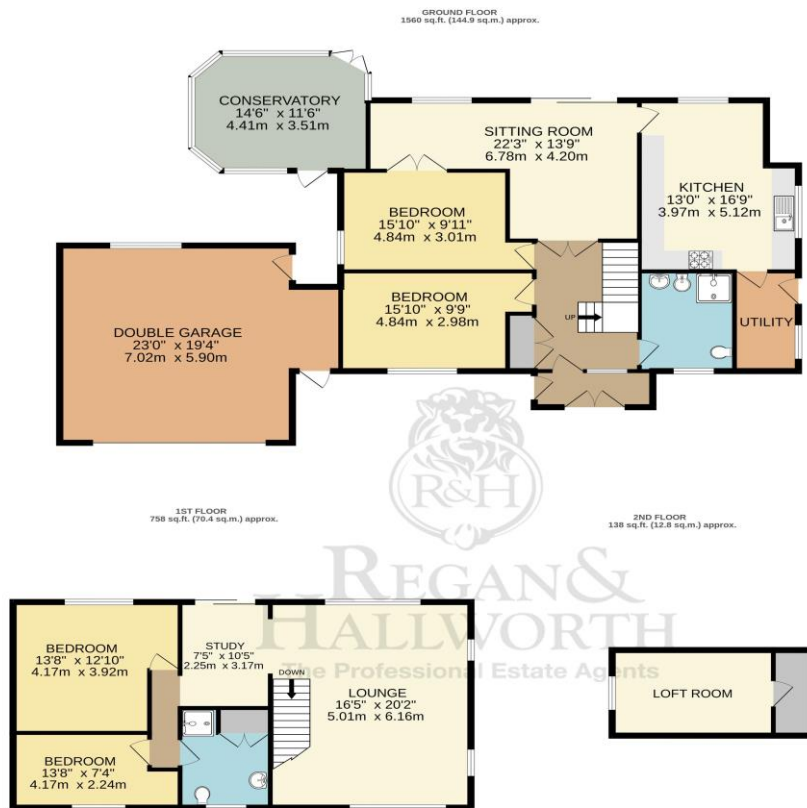 GROUND FLOOR
1560 sq.ft. (144.9 sq.m.) approx.
CONSERVATORY
14'6" x 11'6"
4.41m x 3.51m
SITTING ROOM
22'3" x 13'9"
6.78m x 4.20m
KITCHEN
13'0" x 16'9"
3.97m x 5.12m
BEDROOM
15'10" x 9'11"
4.84m x 3.01m
BEDROOM
15'10" x 9'9"
4.84m x 2.98m
UP
UTILITY
DOUBLE GARAGE
23'0" x 19'4"
7.02m x 5.90m
R&H
REGAN&
HALLWORTH
The Professional Estate Agents
1ST FLOOR
758 sq.ft. (70.4 sq.m.) approx.
2ND FLOOR
138 sq.ft. (12.8 sq.m.) approx.
BEDROOM
13'8" x 12'10"
4.17m x 3.92m
STUDY
7'5" x 10'5"
2.25m x 3.17m
DOWN
LOUNGE
16'5" x 20'2"
5.01m x 6.16m
BEDROOM
13'8" x 7'4"
4.17m x 2.24m
LOFT ROOM